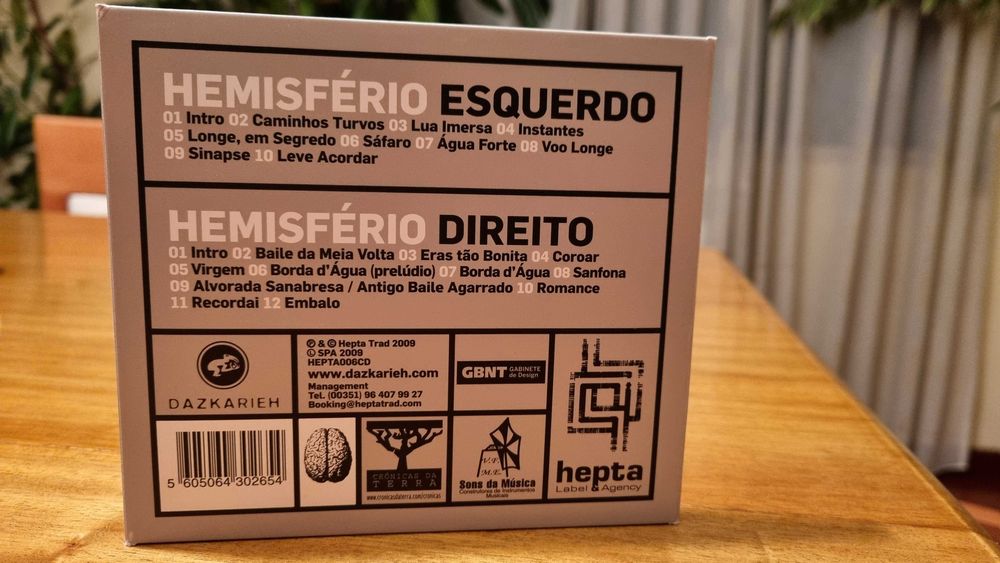 HEMISFÉRIO ESQUERDO
01 Intro 02 Caminhos Turvos 03 Lua Imersa 04 Instantes
05 Longe, em Segredo 06 Sáfaro 07 Água Forte 08 Voo Longe
09 Sinapse 10 Leve Acordar
HEMISFÉRIO DIREITO
01 Intro 02 Baile da Meia Volta 03 Eras tão Bonita 04 Coroar
05 Virgem 06 Borda d'Água (prelúdio) 07 Borda d'Água 08 Sanfona
09 Alvorada Sanabresa / Antigo Baile Agarrado 10 Romance
11 Recordai 12 Embalo
DAZKARIEH
℗ & © Hepta Trad 2009
Ⓛ SPA 2009
HEPTA006CD
www.dazkarieh.com
Management
Tel. (00351) 96 407 99 27
Booking@heptatrad.com
GBNT GABINETE
de Design
5 605064 302654
CRÓNICAS DA
TERRA
www.cronicasdaterra.com/cronicas
V.F.
M.E.
Sons da Música
Construtores de Instrumentos
Musicais
hepta
Label & Agency